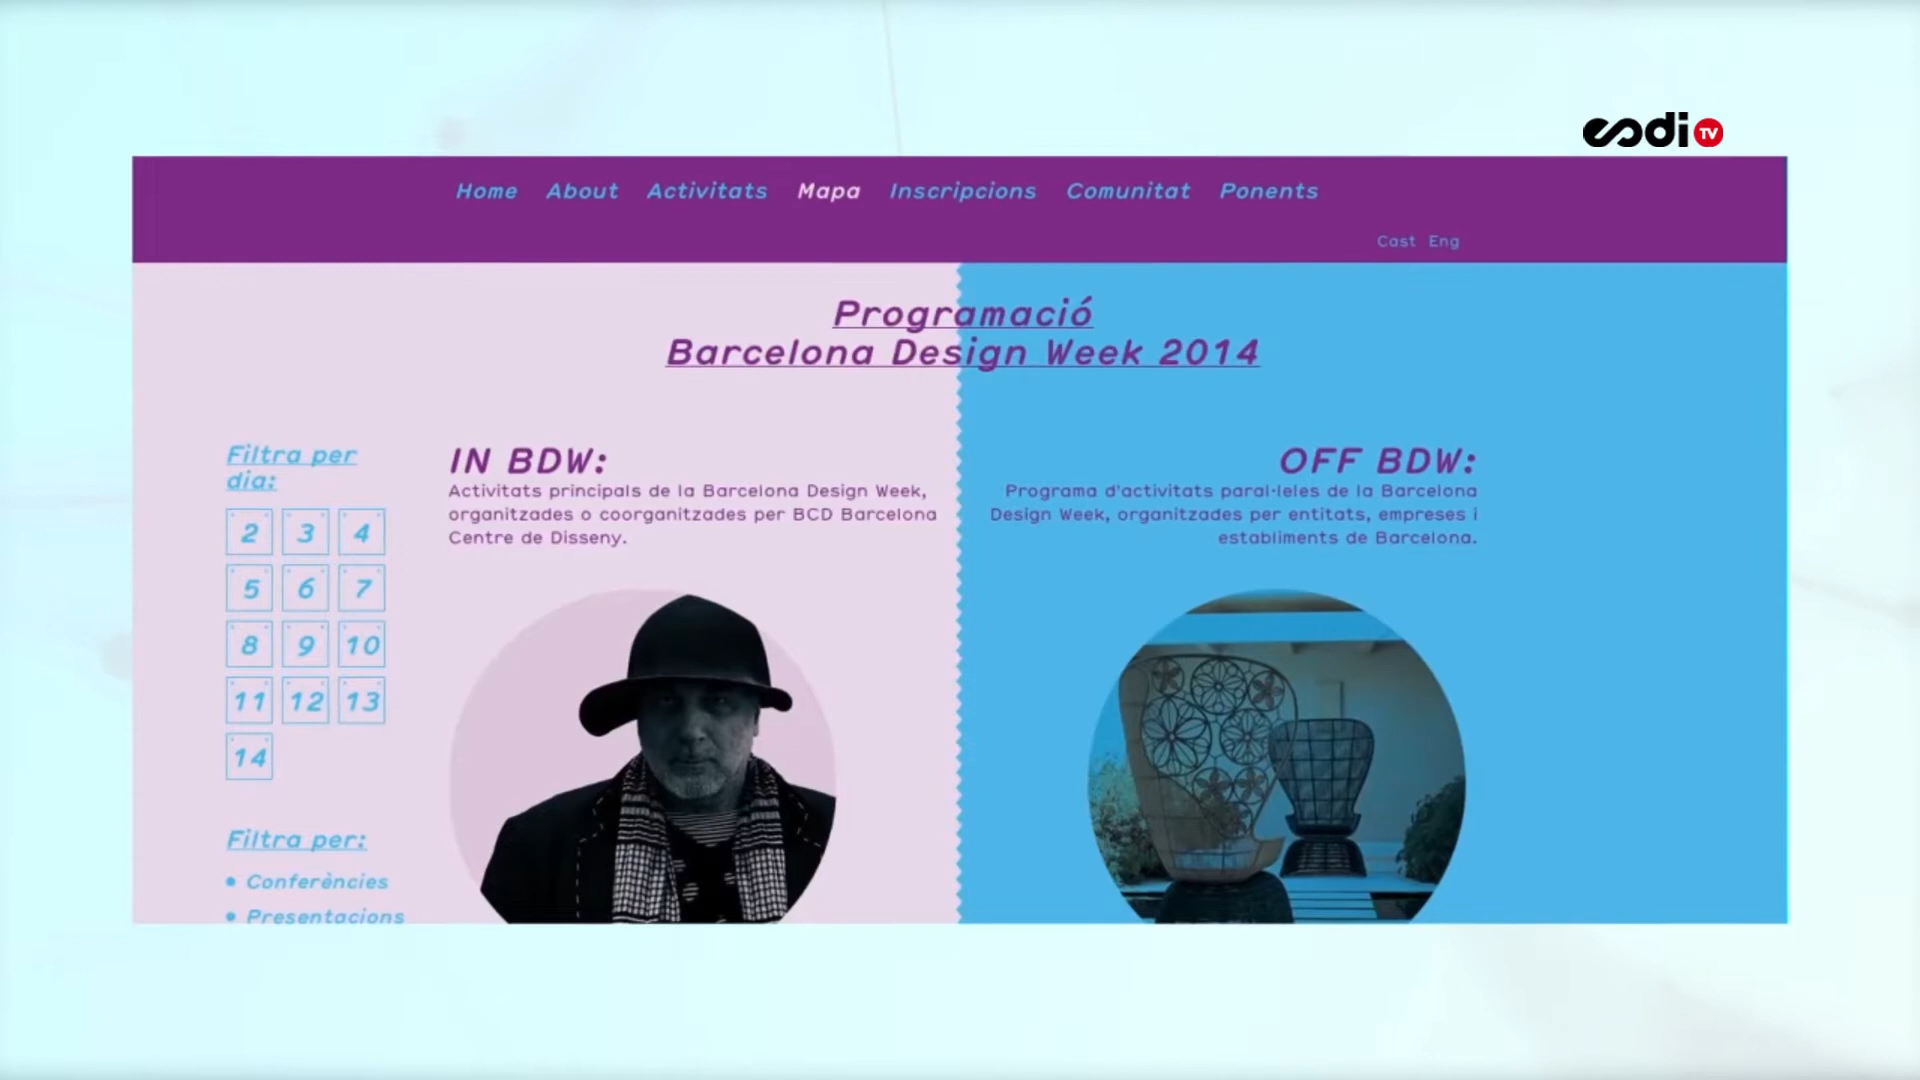 esdi TV
Home About Activitats Mapa Inscripcions Comunitat Ponents
Cast Eng
Programació
Barcelona Design Week 2014
Filtra per
dia:
2 3 4
5 6 7
8 9 10
11 12 13
14
Filtra per:
• Conferències
• Presentacions
IN BDW:
Activitats principals de la Barcelona Design Week,
organitzades o coorganitzades per BCD Barcelona
Centre de Disseny.
OFF BDW:
Programa d'activitats paral·leles de la Barcelona
Design Week, organitzades per entitats, empreses i
establiments de Barcelona.